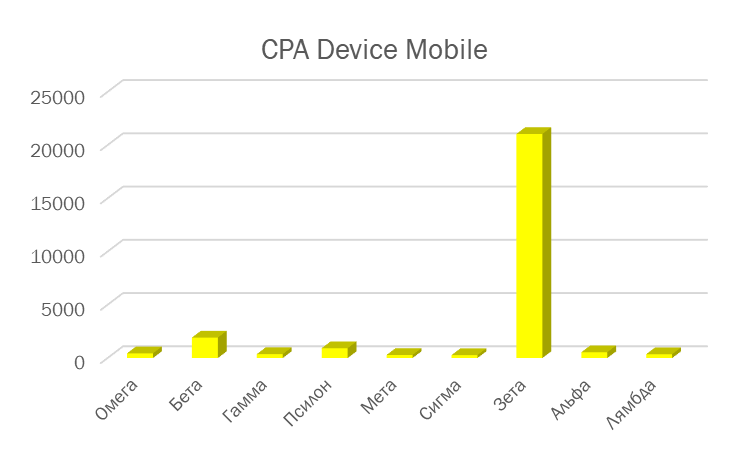 CPA Device Mobile
25000
20000
15000
10000
5000
0
Омега
Бета
Гамма
Псилон
Мета
Сигма
Зета
Альфа
Лямбда